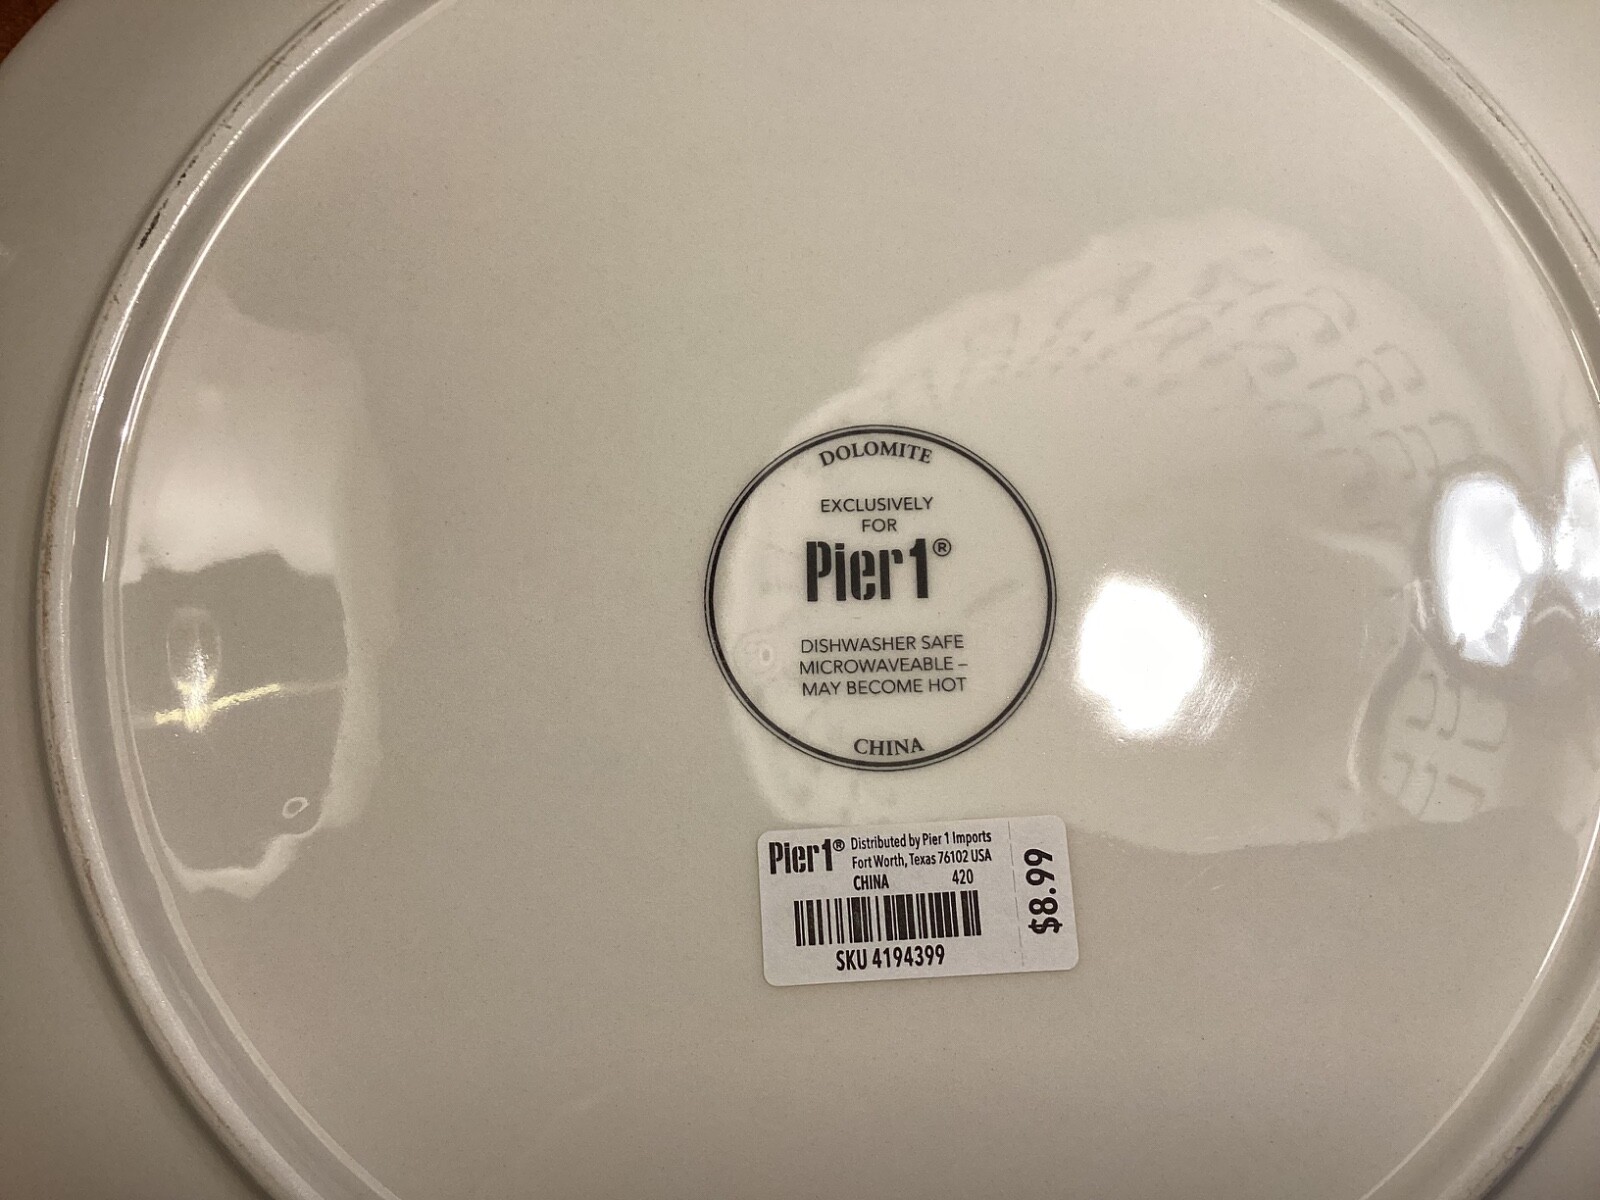 DOLOMITE
EXCLUSIVELY
FOR
Pier1®
DISHWASHER SAFE
MICROWAVEABLE –
MAY BECOME HOT
CHINA
Pier1® Distributed by Pier 1 Imports
Fort Worth, Texas 76102 USA
CHINA 420
SKU 4194399
$8.99